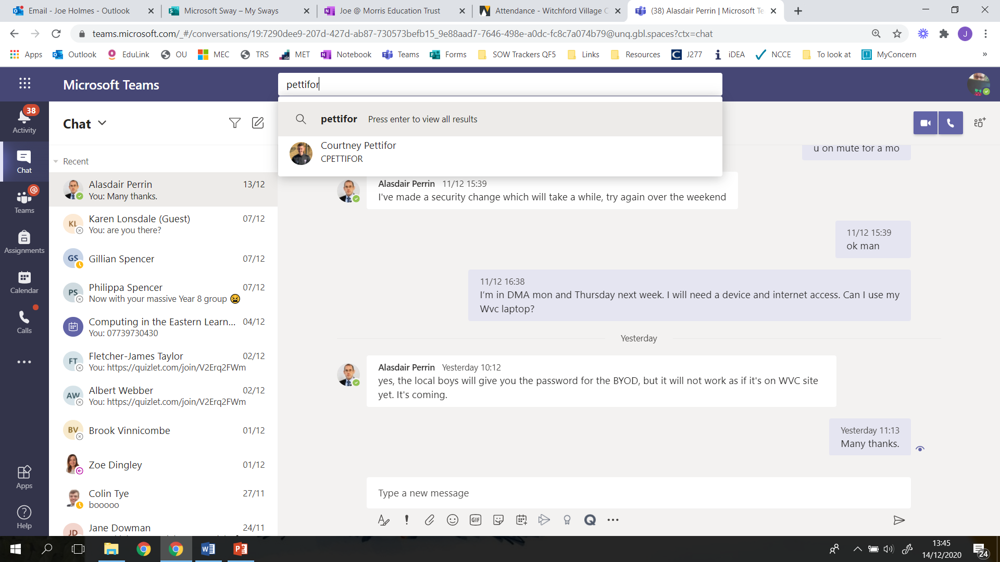 Email - Joe Holmes - Outlook
Microsoft Sway – My Sways
Joe @ Morris Education Trust
Attendance - Witchford Village C
(38) Alasdair Perrin | Microsoft Te
teams.microsoft.com/_#/conversations/19:7290dee9-207d-427d-ab87-730573befb15_9e88aad7-7646-498e-a0dc-fc8c7a074b79@unq.gbl.spaces?ctx=chat
J
Apps
Outlook
EduLink
OU
MEC
TRS
MET
Notebook
Teams
Forms
SOW Trackers QF5
Links
Resources
J277
iDEA
NCCE
To look at
MyConcern
»
Microsoft Teams
pettifor
pettifor Press enter to view all results
Courtney Pettifor
CPETTIFOR
38
Activity
Chat
Teams
Assignments
Calendar
Calls
Apps
Help
Chat
Recent
Alasdair Perrin 13/12
You: Many thanks.
KL
Karen Lonsdale (Guest) 07/12
You: are you there?
GS
Gillian Spencer 07/12
PS
Philippa Spencer 07/12
Now with your massive Year 8 group
Computing in the Eastern Learn... 04/12
You: 07739730430
FT
Fletcher-James Taylor 02/12
You: https://quizlet.com/join/V2Erq2FWm
AW
Albert Webber 02/12
You: https://quizlet.com/join/V2Erq2FWm
BV
Brook Vinnicombe 01/12
Zoe Dingley 01/12
Colin Tye 27/11
booooo
JD
Jane Dowman 24/11
u on mute for a mo
Alasdair Perrin 11/12 15:39
I've made a security change which will take a while, try again over the weekend
11/12 15:39
ok man
11/12 16:38
I'm in DMA mon and Thursday next week. I will need a device and internet access. Can I use my
Wvc laptop?
Yesterday
Alasdair Perrin Yesterday 10:12
yes, the local boys will give you the password for the BYOD, but it will not work as if it's on WVC site
yet. It's coming.
Yesterday 11:13
Many thanks.
Type a new message
GIF
13:45
14/12/2020
24